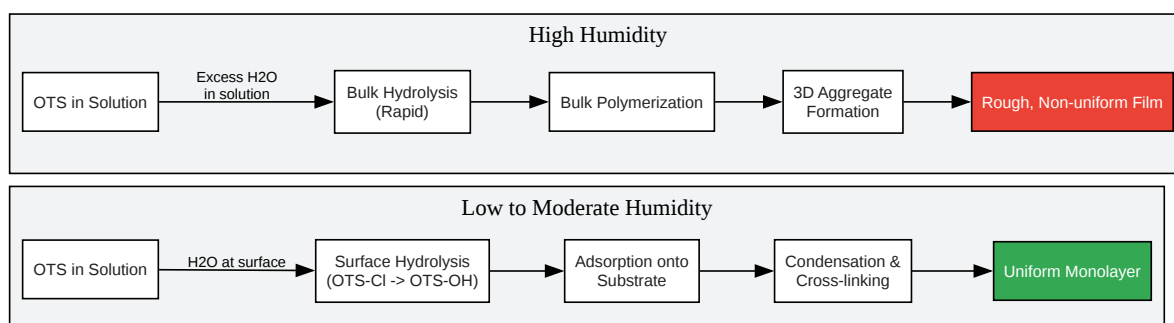 High Humidity
OTS in Solution
Excess H2O
in solution
Bulk Hydrolysis
(Rapid)
Bulk Polymerization
3D Aggregate
Formation
Rough, Non-uniform Film
Low to Moderate Humidity
OTS in Solution
H2O at surface
Surface Hydrolysis
(OTS-Cl -> OTS-OH)
Adsorption onto
Substrate
Condensation &
Cross-linking
Uniform Monolayer